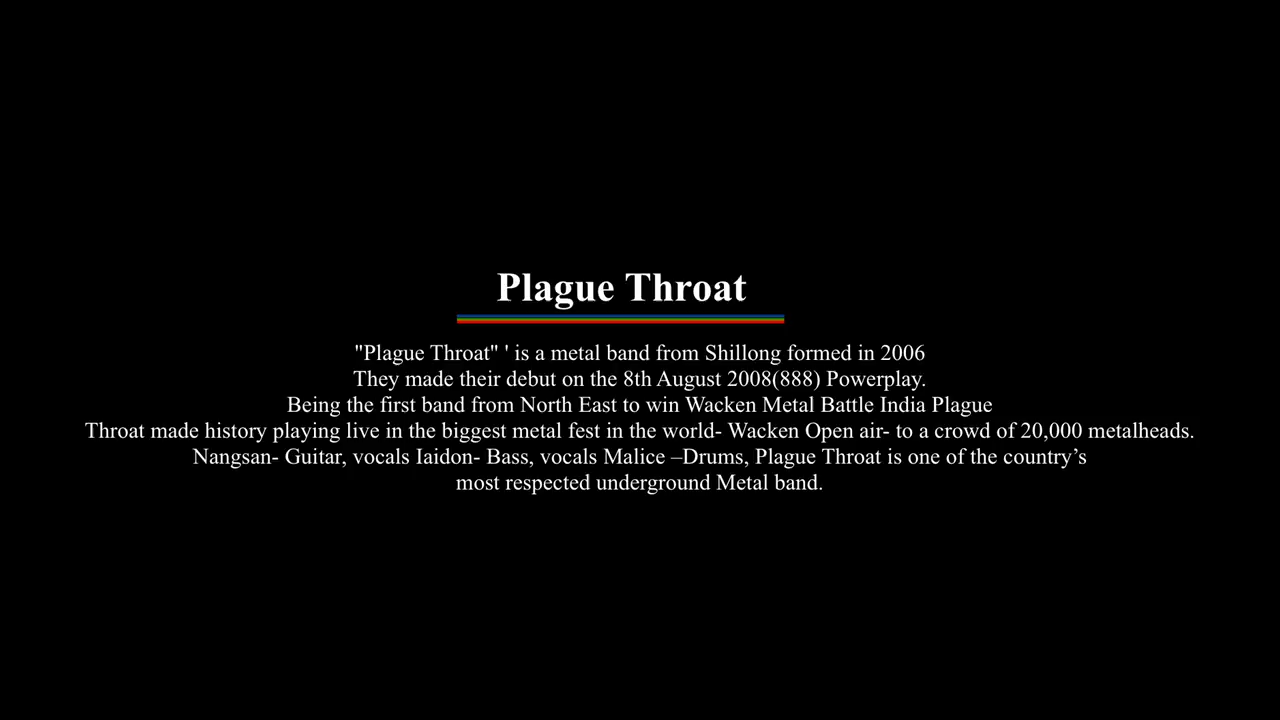 Plague Throat
"Plague Throat" ' is a metal band from Shillong formed in 2006
They made their debut on the 8th August 2008(888) Powerplay.
Being the first band from North East to win Wacken Metal Battle India Plague
Throat made history playing live in the biggest metal fest in the world- Wacken Open air- to a crowd of 20,000 metalheads.
Nangsan- Guitar, vocals Iaidon- Bass, vocals Malice –Drums, Plague Throat is one of the country’s
most respected underground Metal band.